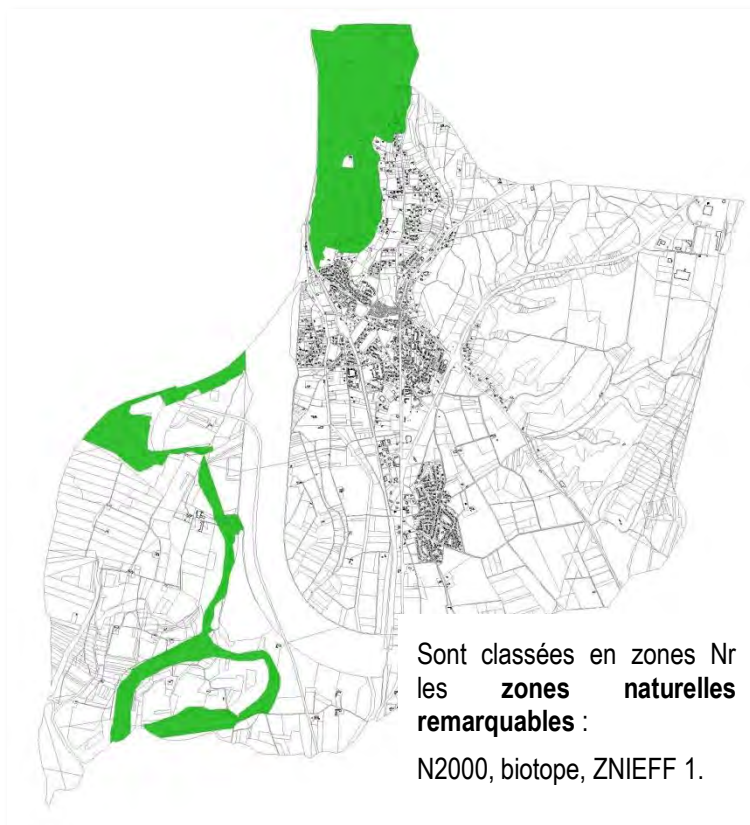 Sont classées en zones Nr
les zones naturelles
remarquables :
N2000, biotope, ZNIEFF 1.